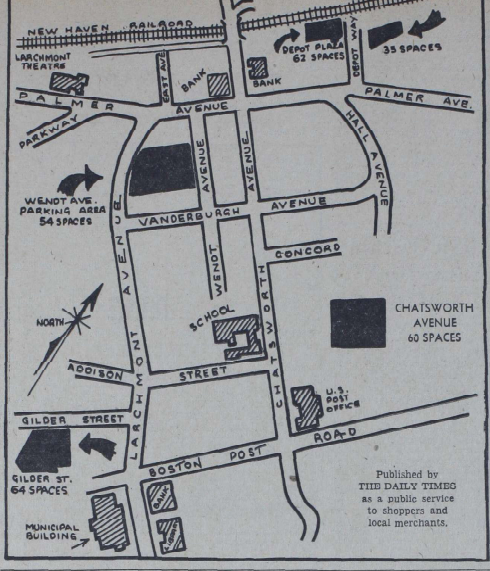 NEW HAVEN RAILROAD
LARCHMONT
THEATRE
EAST AVE
BANK
BANK
DEPOT PLAZA
62 SPACES
DEPOT WAY
35 SPACES
PALMER AVENUE
PALMER AVE.
PARKWAY
HALL AVENUE
WENDT AVE.
PARKING AREA
54 SPACES
AVENUE
AVENUE
VANDERBURGH AVENUE
WENDT
CONCORD
LARCHMONT AVENUE
CHATSWORTH
NORTH
SCHOOL
CHATSWORTH
AVENUE
60 SPACES
ADDISON STREET
U.S.
POST
OFFICE
GILDER STREET
GILDER ST.
64 SPACES
BOSTON POST ROAD
BANK
MUNICIPAL
BUILDING
Published by
THE DAILY TIMES
as a public service
to shoppers and
local merchants.